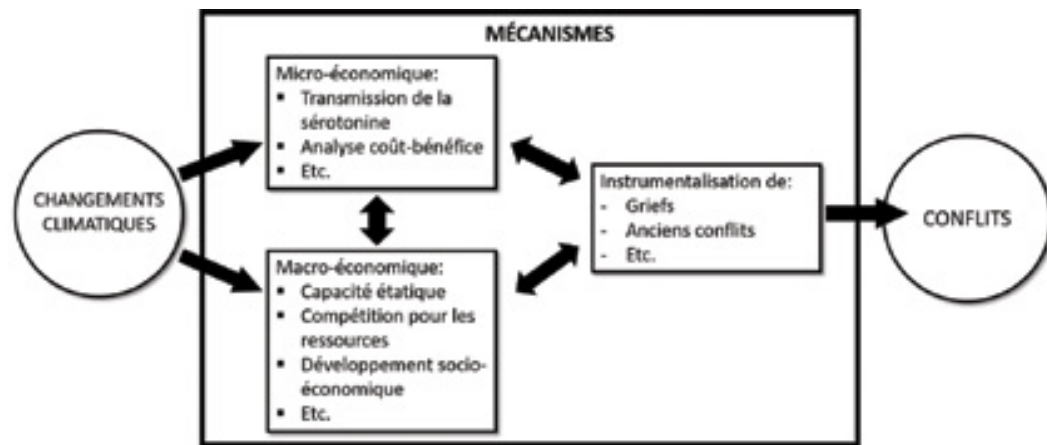 MÉCANISMES
CHANGEMENTS
CLIMATIQUES
Micro-économique:
▪ Transmission de la
sérotonine
▪ Analyse coût-bénéfice
▪ Etc.
Macro-économique:
▪ Capacité étatique
▪ Compétition pour les
ressources
▪ Développement socio-
économique
▪ Etc.
Instrumentalisation de:
- Griefs
- Anciens conflits
- Etc.
CONFLITS